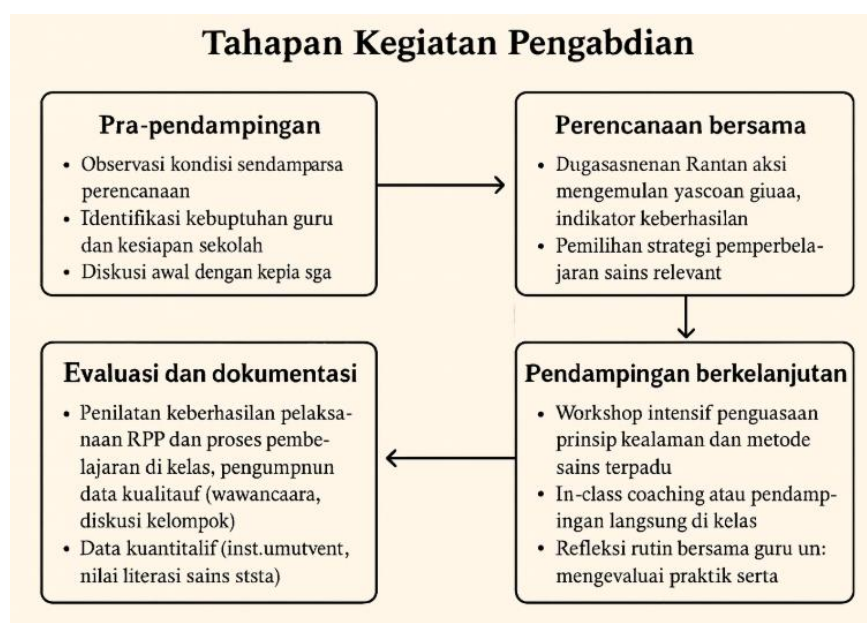 Tahapan Kegiatan Pengabdian
Pra-pendampingan
• Observasi kondisi sendamparsa
perencanaan
• Identifikasi kebuptuhan guru
dan kesiapan sekolah
• Diskusi awal dengan kepia sga
Perencanaan bersama
• Dugasasnenan Rantan aksi
mengemulan yascoan giuaa,
indikator keberhasilan
• Pemilihan strategi pemperbela-
jaran sains relevant
Pendampingan berkelanjutan
• Workshop intensif penguasaan
prinsip kealaman dan metode
sains terpadu
• In-class coaching atau pendamp-
ingan langsung di kelas
• Refleksi rutin bersama guru un:
mengevaluai praktik serta
Evaluasi dan dokumentasi
• Penilatan keberhasilan pelaksa-
naan RPP dan proses pembe-
lajaran di kelas, pengumpnun
data kualitauf (wawancaara,
diskusi kelompok)
• Data kuantitalif (inst.umutvent,
nilai literasi sains ststa)